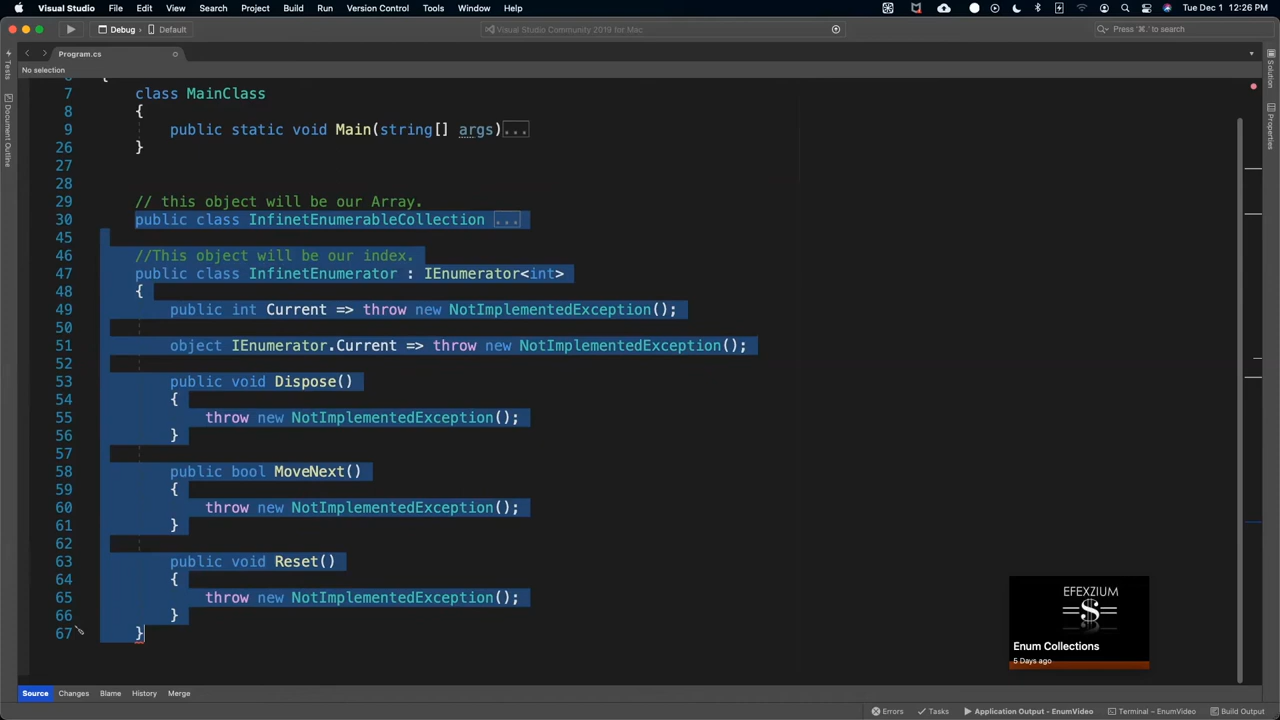 Visual Studio File Edit View Search Project Build Run Version Control Tools Window Help Tue Dec 1 12:26 PM
Debug › Default Visual Studio Community 2019 for Mac Press '⌘.' to search
Program.cs
No selection
Tests
Document Outline
Solution
Properties
6 {
7 class MainClass
8 {
9 public static void Main(string[] args)...
26 }
27
28
29 // this object will be our Array.
30 public class InfinetEnumerableCollection ...
45
46 //This object will be our index.
47 public class InfinetEnumerator : IEnumerator<int>
48 {
49 public int Current => throw new NotImplementedException();
50
51 object IEnumerator.Current => throw new NotImplementedException();
52
53 public void Dispose()
54 {
55 throw new NotImplementedException();
56 }
57
58 public bool MoveNext()
59 {
60 throw new NotImplementedException();
61 }
62
63 public void Reset()
64 {
65 throw new NotImplementedException();
66 }
67 }
EFEXZIUM
$
Enum Collections
5 Days ago
Source Changes Blame History Merge
Errors Tasks Application Output - EnumVideo Terminal – EnumVideo Build Output